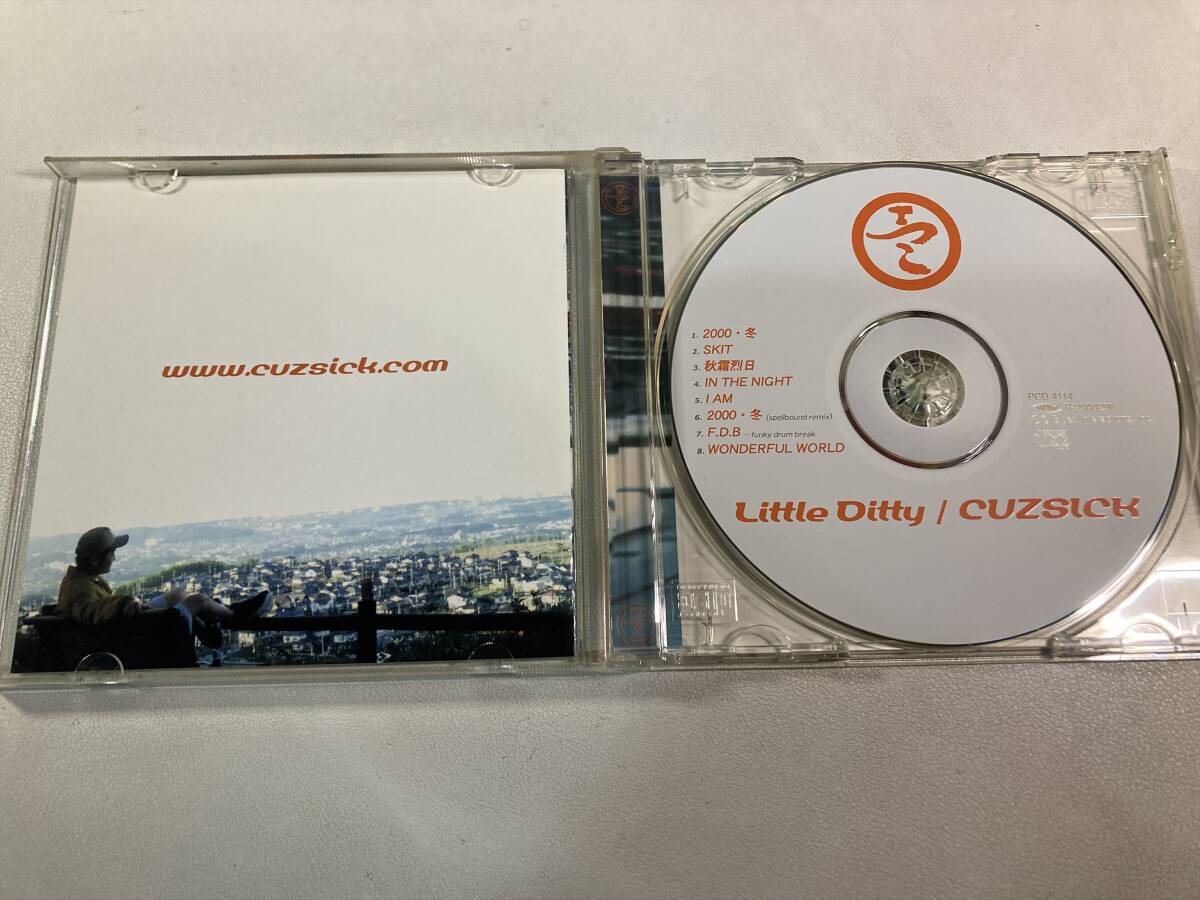 www.cuzsick.com
1. 2000・冬
2. SKIT
3. 秋霜烈日
4. IN THE NIGHT
5. I AM
6. 2000・冬 (spellbound remix)
7. F.D.B – funky drum break
8. WONDERFUL WORLD
PCD 4114
Little Ditty / CUZSICK